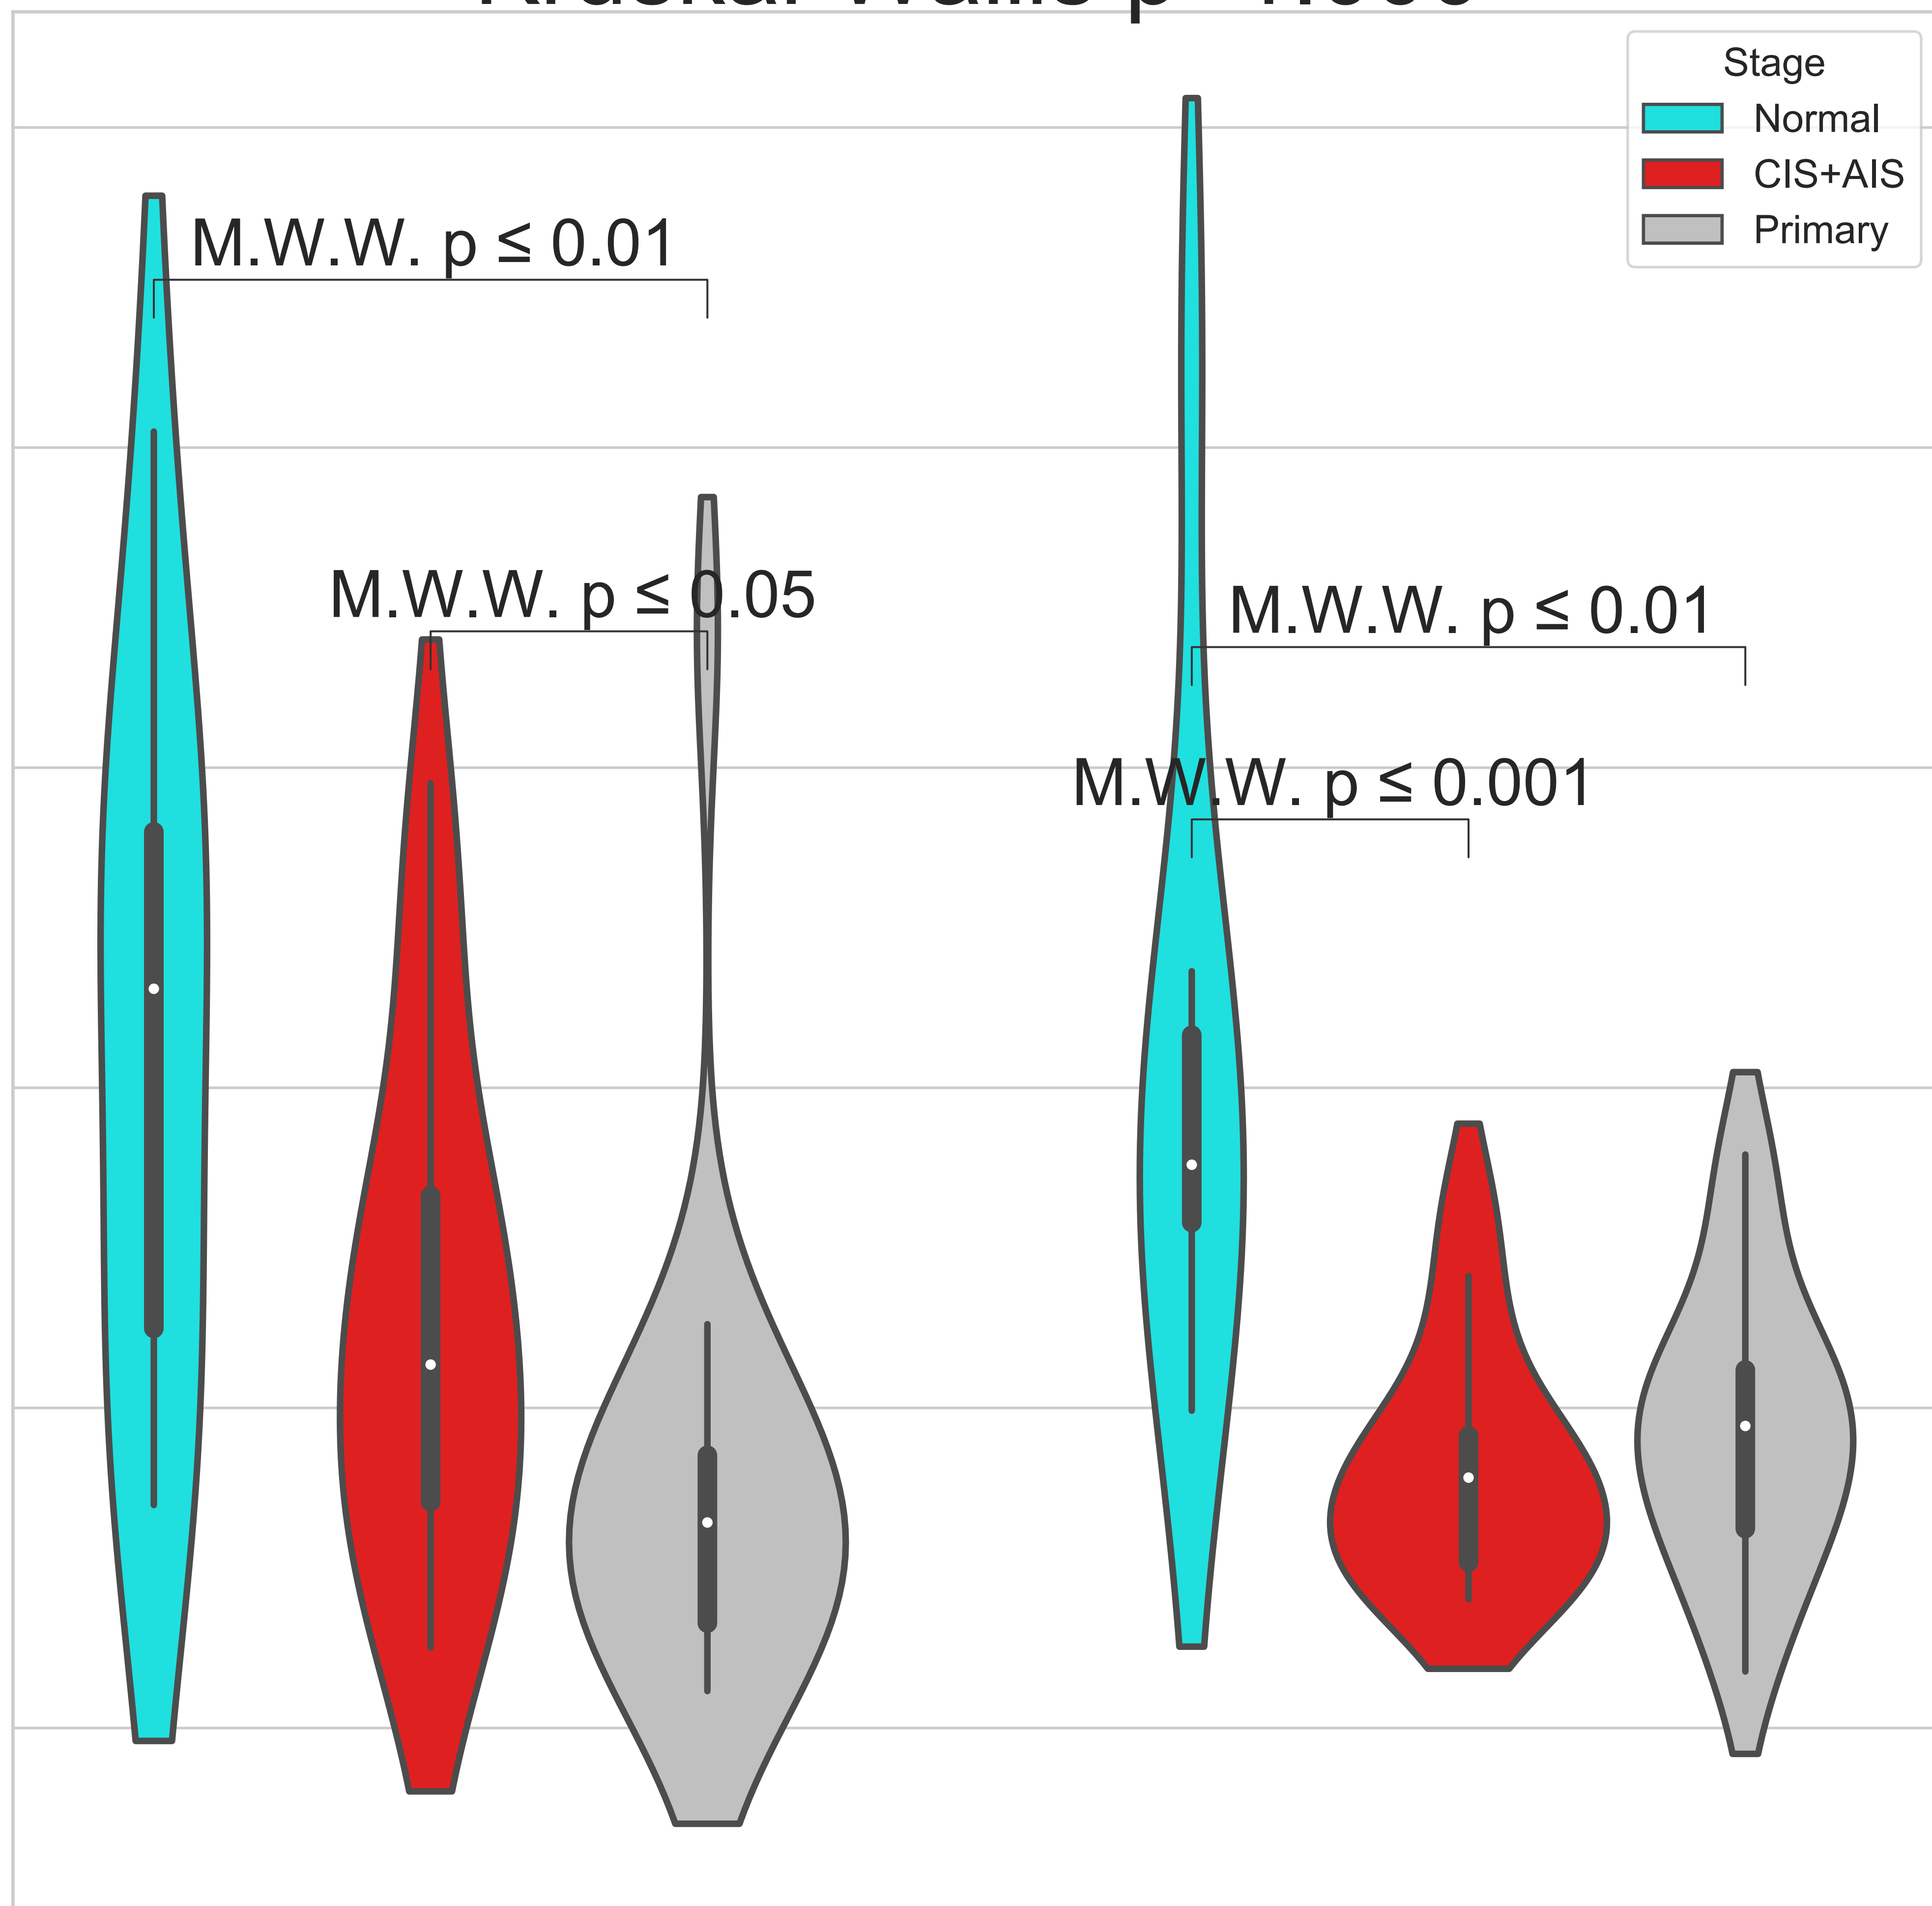 Stage
Normal
CIS+AIS
Primary
M.W.W. p ≤ 0.01
M.W.W. p ≤ 0.05
M.W.W. p ≤ 0.01
M.W.W. p ≤ 0.001